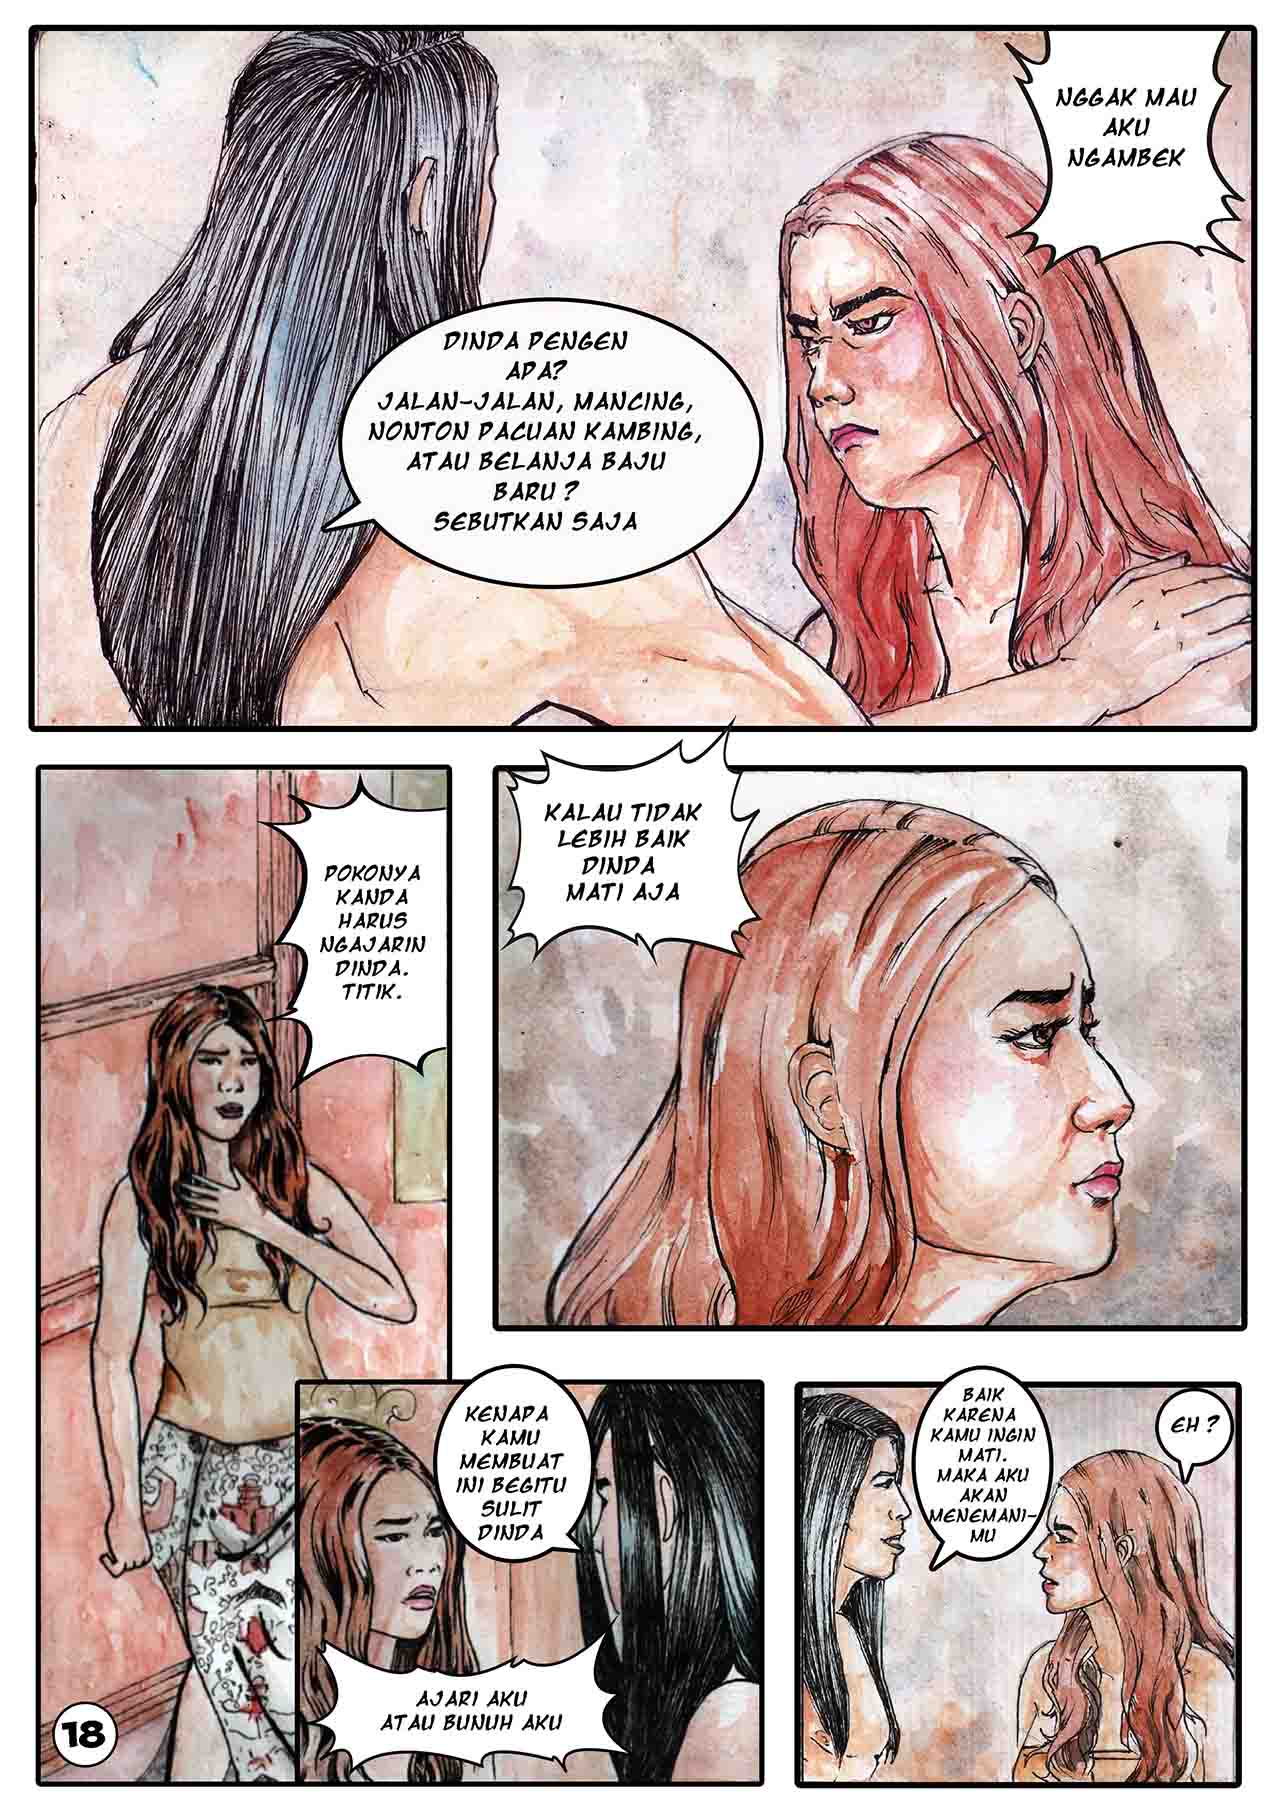 NGGAK MAU
AKU
NGAMBEK
DINDA PENGEN
APA?
JALAN-JALAN, MANCING,
NONTON PACUAN KAMBING,
ATAU BELANJA BAJU
BARU ?
SEBUTKAN SAJA
POKONYA
KANDA
HARUS
NGAJARIN
DINDA.
TITIK.
KALAU TIDAK
LEBIH BAIK
DINDA
MATI AJA
KENAPA
KAMU
MEMBUAT
INI BEGITU
SULIT
DINDA
AJARI AKU
ATAU BUNUH AKU
BAIK
KARENA
KAMU INGIN
MATI.
MAKA AKU
AKAN
MENEMANI-
MU
EH ?
18